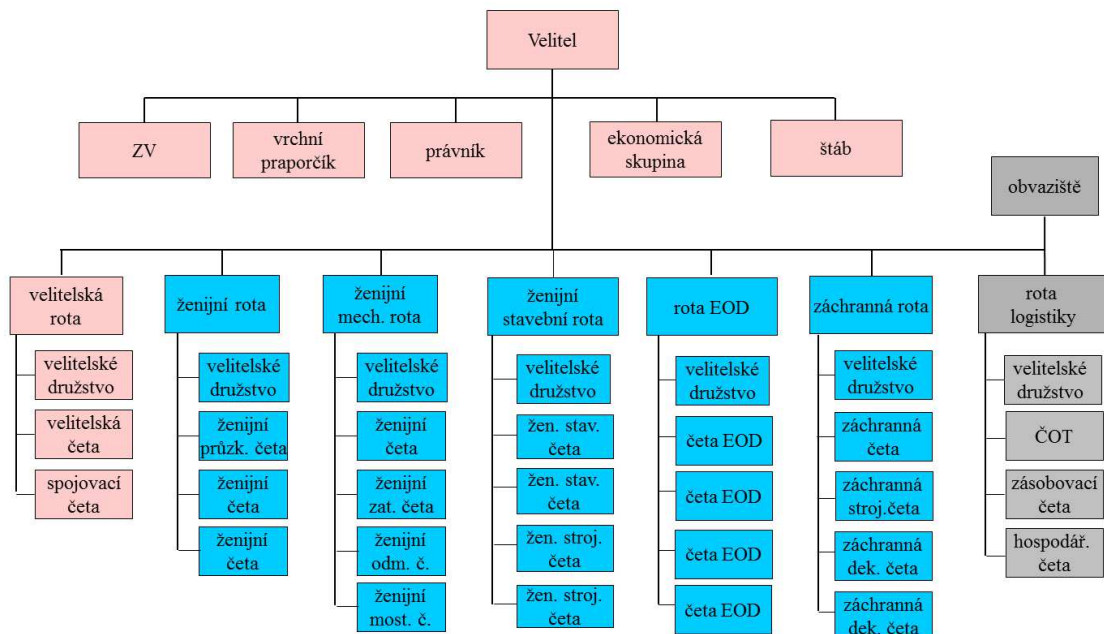 Velitel
ZV
vrchní
praporčík
právník
ekonomická
skupina
štáb
obvaziště
velitelská
rota
velitelské
družstvo
velitelská
četa
spojovací
četa
ženijní rota
velitelské
družstvo
ženijní
průzk. četa
ženijní
četa
ženijní
četa
ženijní
mech. rota
velitelské
družstvo
ženijní
četa
ženijní
zat. četa
ženijní
odm. č.
ženijní
most. č.
ženijní
stavební rota
velitelské
družstvo
žen. stav.
četa
žen. stav.
četa
žen. stroj.
četa
žen. stroj.
četa
rota EOD
velitelské
družstvo
četa EOD
četa EOD
četa EOD
četa EOD
záchranná rota
velitelské
družstvo
záchranná
četa
záchranná
stroj.četa
záchranná
dek. četa
záchranná
dek. četa
rota
logistiky
velitelské
družstvo
ČOT
zásobovací
četa
hospodář.
četa